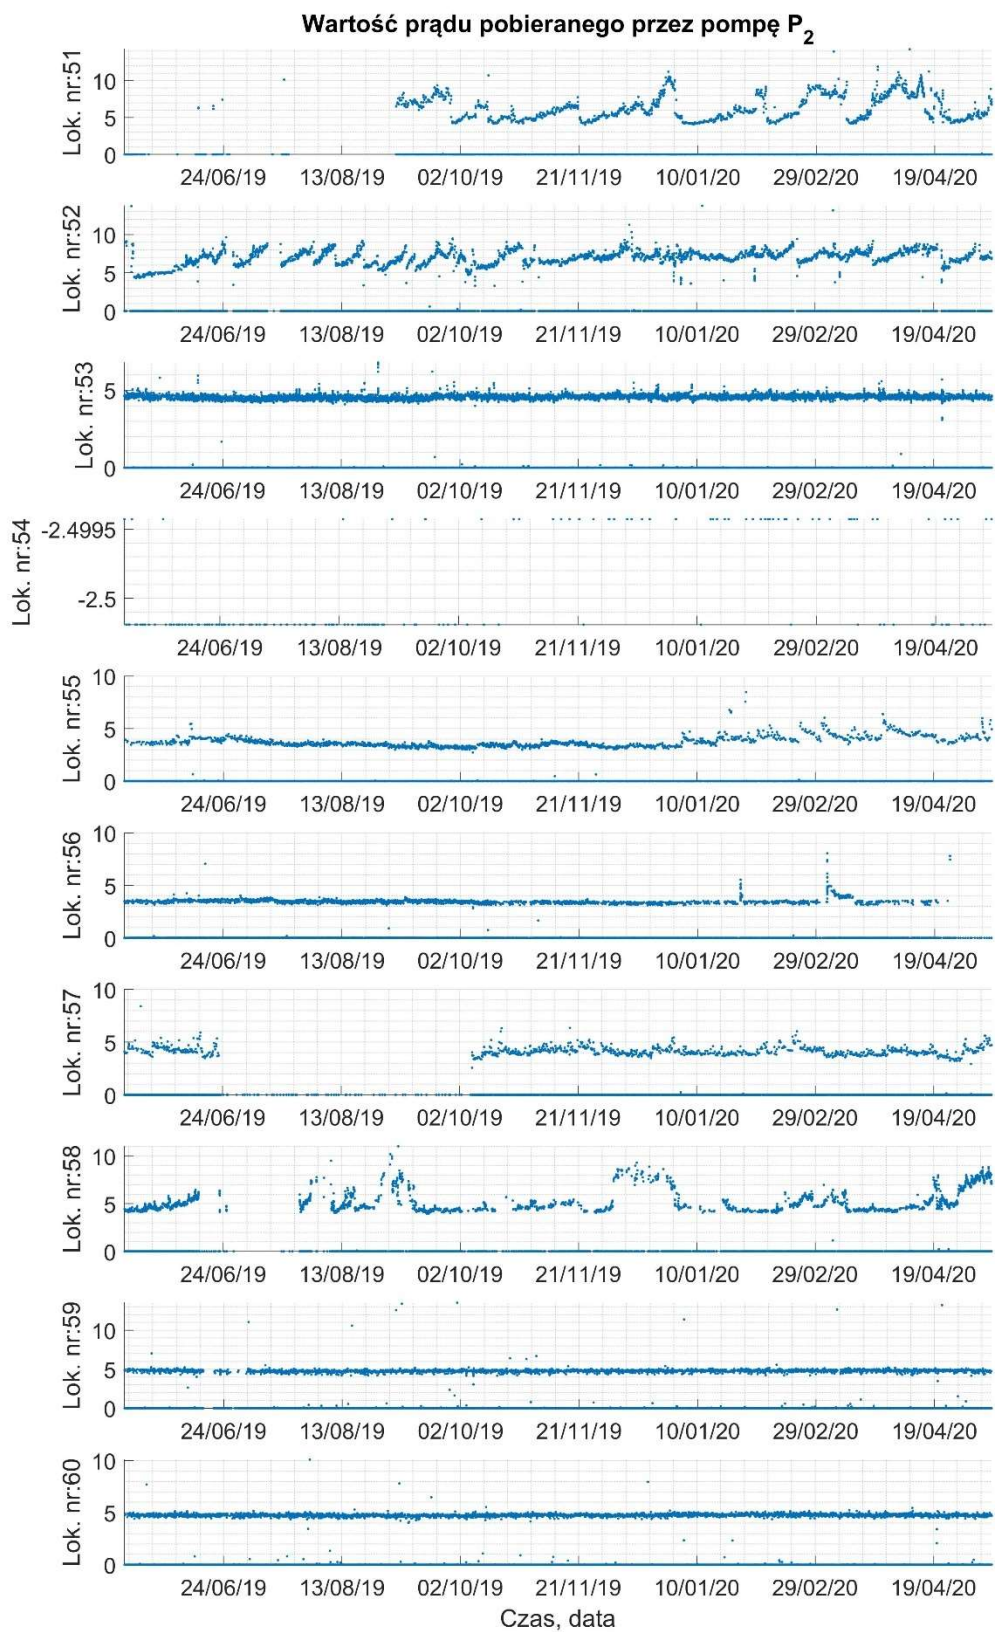 Wartość prądu pobieranego przez pompę P₂
Lok. nr:51
10
5
0
24/06/19 13/08/19 02/10/19 21/11/19 10/01/20 29/02/20 19/04/20
Lok. nr:52
10
5
0
24/06/19 13/08/19 02/10/19 21/11/19 10/01/20 29/02/20 19/04/20
Lok. nr:53
5
0
24/06/19 13/08/19 02/10/19 21/11/19 10/01/20 29/02/20 19/04/20
Lok. nr:54
-2.4995
-2.5
24/06/19 13/08/19 02/10/19 21/11/19 10/01/20 29/02/20 19/04/20
Lok. nr:55
10
5
0
24/06/19 13/08/19 02/10/19 21/11/19 10/01/20 29/02/20 19/04/20
Lok. nr:56
10
5
0
24/06/19 13/08/19 02/10/19 21/11/19 10/01/20 29/02/20 19/04/20
Lok. nr:57
10
5
0
24/06/19 13/08/19 02/10/19 21/11/19 10/01/20 29/02/20 19/04/20
Lok. nr:58
10
5
0
24/06/19 13/08/19 02/10/19 21/11/19 10/01/20 29/02/20 19/04/20
Lok. nr:59
10
5
0
24/06/19 13/08/19 02/10/19 21/11/19 10/01/20 29/02/20 19/04/20
Lok. nr:60
10
5
0
24/06/19 13/08/19 02/10/19 21/11/19 10/01/20 29/02/20 19/04/20
Czas, data